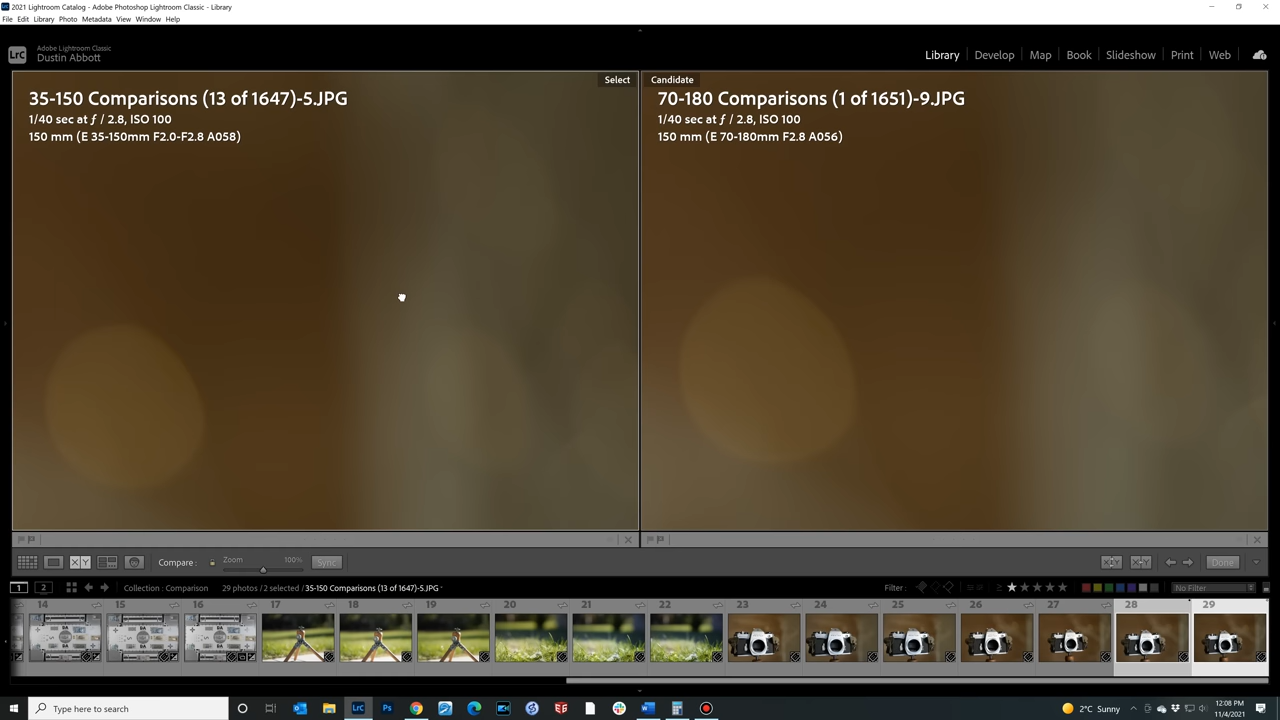 2021 Lightroom Catalog - Adobe Photoshop Lightroom Classic - Library
File Edit Library Photo Metadata View Window Help
LrC
Adobe Lightroom Classic
Dustin Abbott
Library | Develop | Map | Book | Slideshow | Print | Web
Select
35-150 Comparisons (13 of 1647)-5.JPG
1/40 sec at ƒ / 2.8, ISO 100
150 mm (E 35-150mm F2.0-F2.8 A058)
Candidate
70-180 Comparisons (1 of 1651)-9.JPG
1/40 sec at ƒ / 2.8, ISO 100
150 mm (E 70-180mm F2.8 A056)
X Y Compare : Zoom 100% Sync Done
1 2 Collection : Comparison 29 photos / 2 selected / 35-150 Comparisons (13 of 1647)-5.JPG Filter : No Filter
14 15 16 17 18 19 20 21 22 23 24 25 26 27 28 29
Type here to search LrC Ps 2°C Sunny
12:08 PM
11/4/2021